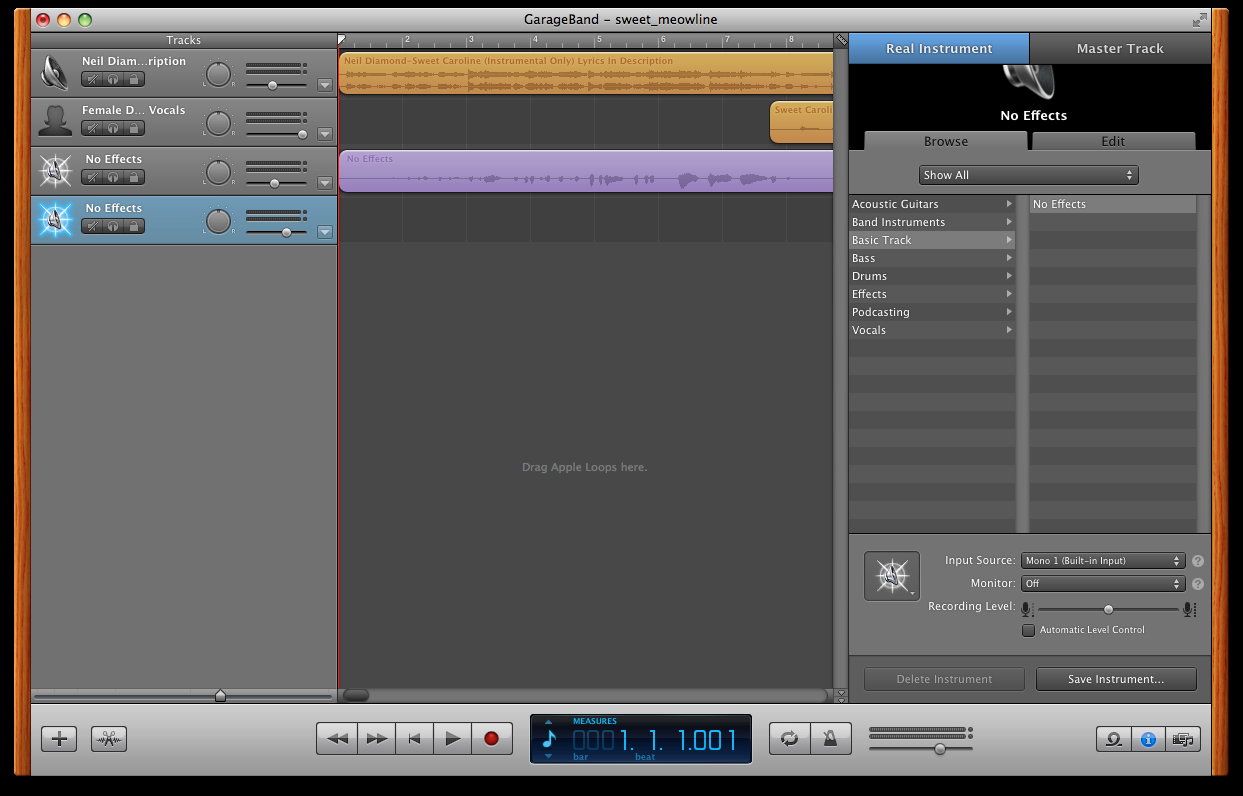 GarageBand – sweet_meowline
Tracks
2 3 4 5 6 7 8
Real Instrument
Master Track
Neil Diam...ription
L R
Neil Diamond-Sweet Caroline (Instrumental Only) Lyrics In Description
No Effects
Female D... Vocals
L R
Sweet Caroli
Browse
Edit
No Effects
L R
No Effects
Show All
No Effects
L R
Acoustic Guitars
Band Instruments
Basic Track
Bass
Drums
Effects
Podcasting
Vocals
No Effects
Drag Apple Loops here.
Input Source: Mono 1 (Built-in Input) ?
Monitor: Off ?
Recording Level:
Automatic Level Control
Delete Instrument
Save Instrument...
MEASURES
0001. 1. 1.001
bar beat